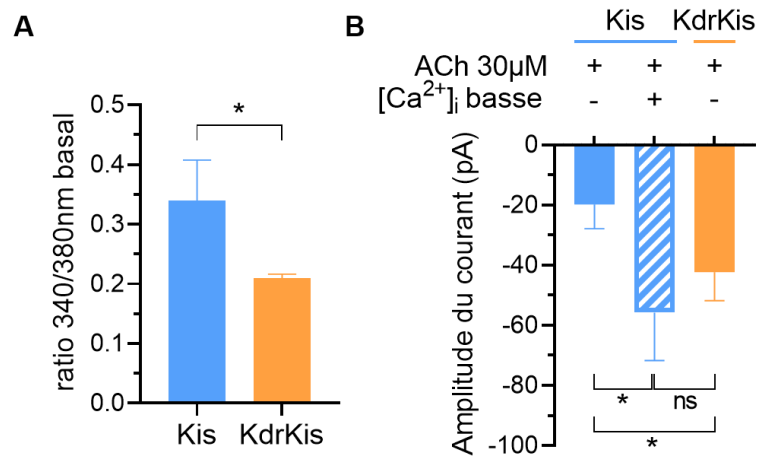 A
ratio 340/380nm basal
0.5
0.4
0.3
0.2
0.1
0.0
*
Kis
KdrKis
B
Kis KdrKis
ACh 30µM + + +
[Ca2+]i basse - + -
Amplitude du courant (pA)
0
-20
-40
-60
-80
-100
* ns
*